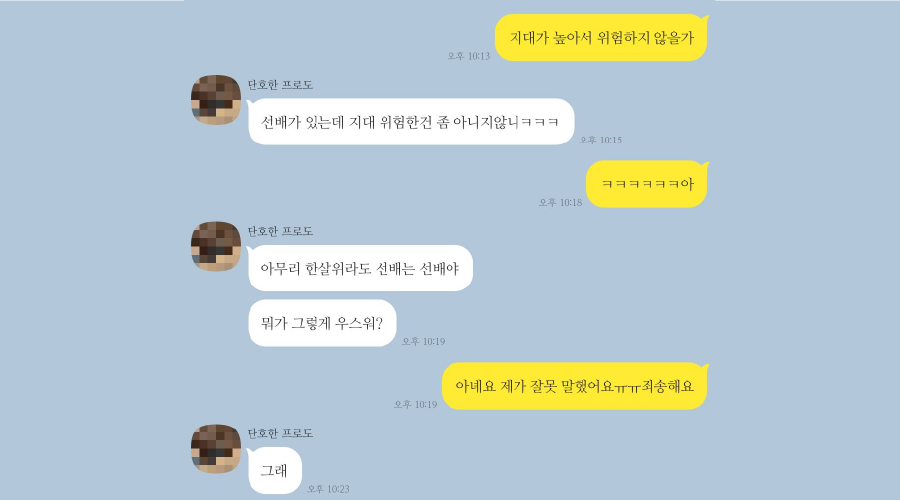 지대가 높아서 위험하지 않을가
오후 10:13
단호한 프로도
선배가 있는데 지대 위험한건 좀 아니지않니ㅋㅋㅋ
오후 10:15
ㅋㅋㅋㅋㅋㅋ아
오후 10:18
단호한 프로도
아무리 한살위라도 선배는 선배야
뭐가 그렇게 우스워?
오후 10:19
아녜요 제가 잘못 말했어요ㅠㅠ죄송해요
오후 10:19
단호한 프로도
그래
오후 10:23